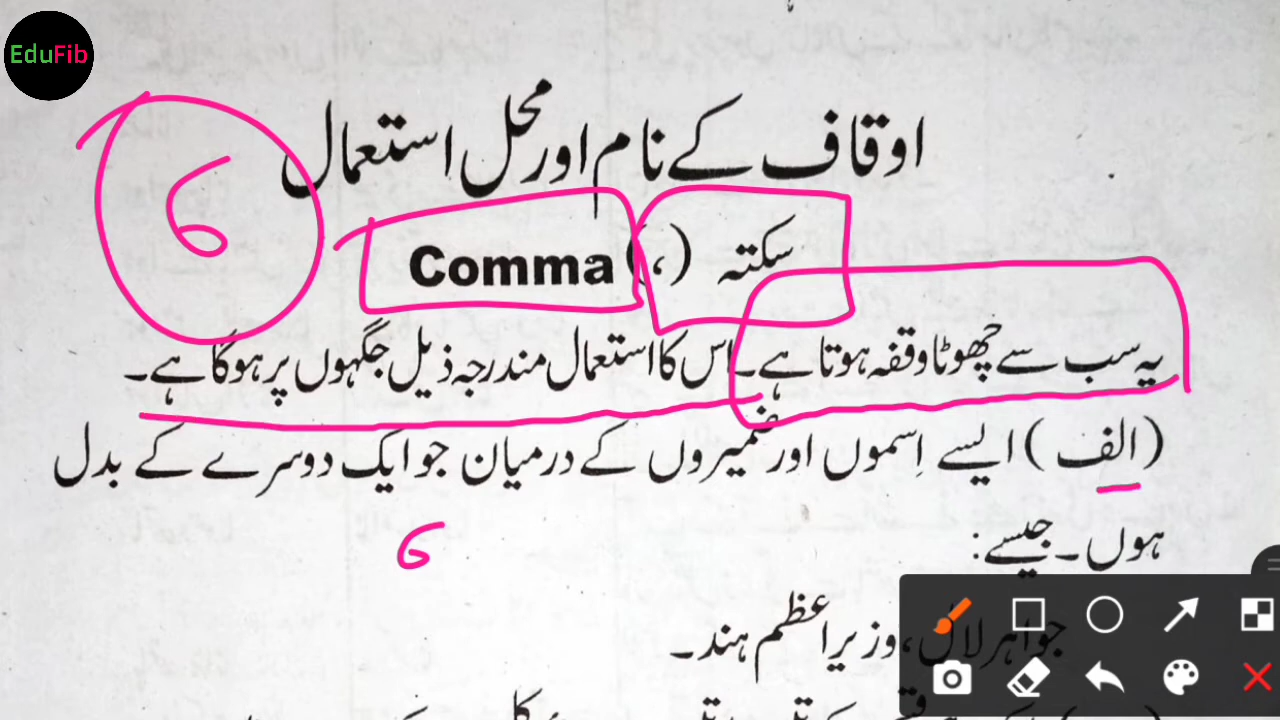 EduFib
اوقاف کے نام اور محل استعمال
سکتہ (،) Comma
یہ سب سے چھوٹا وقفہ ہوتا ہے۔ اس کا استعمال مندرجہ ذیل جگہوں پر ہوگا ہے۔
(الف) ایسے اِسموں اور ضمیروں کے درمیان جو ایک دوسرے کے بدل
ہوں۔ جیسے:
جواہر لال، وزیر اعظم ہند۔